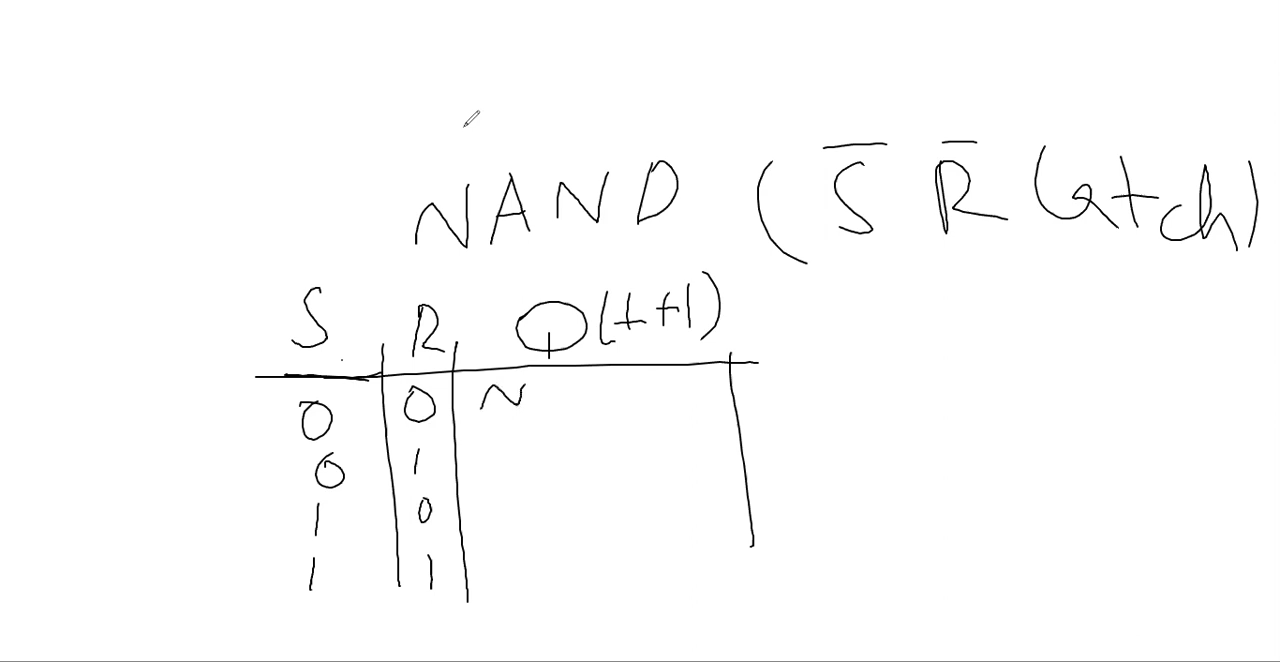 NAND (S̅ R̅ Latch)
S R Q(t+1)
0 0 N
0 1
1 0
1 1